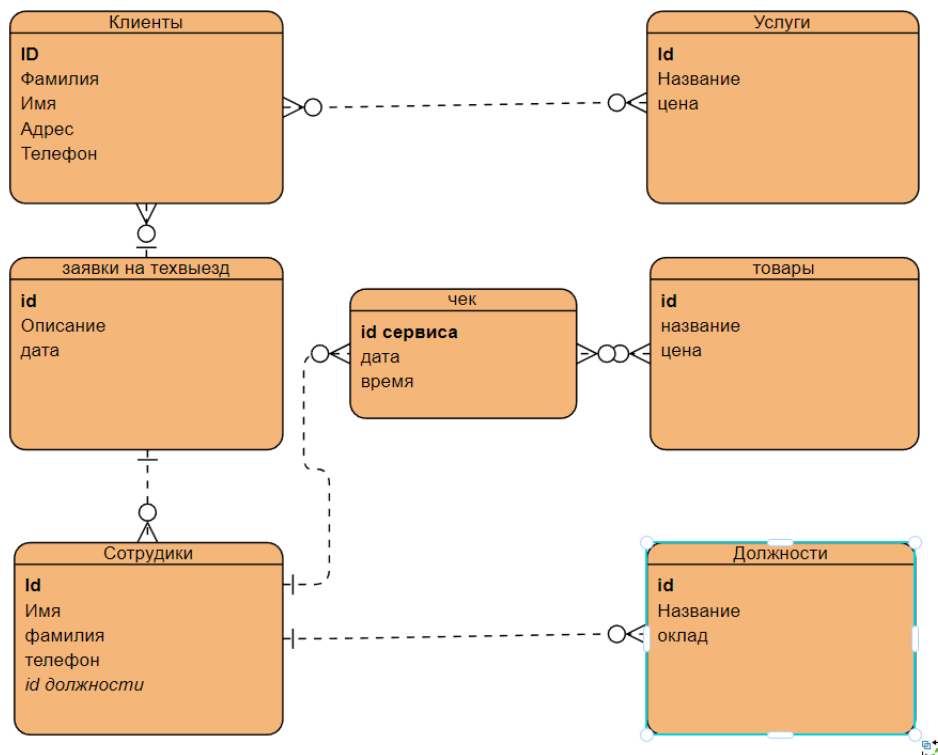 Клиенты
ID
Фамилия
Имя
Адрес
Телефон
Услуги
Id
Название
цена
заявки на техвыезд
id
Описание
дата
чек
id сервиса
дата
время
товары
id
название
цена
Сотрудики
Id
Имя
фамилия
телефон
id должности
Должности
id
Название
оклад